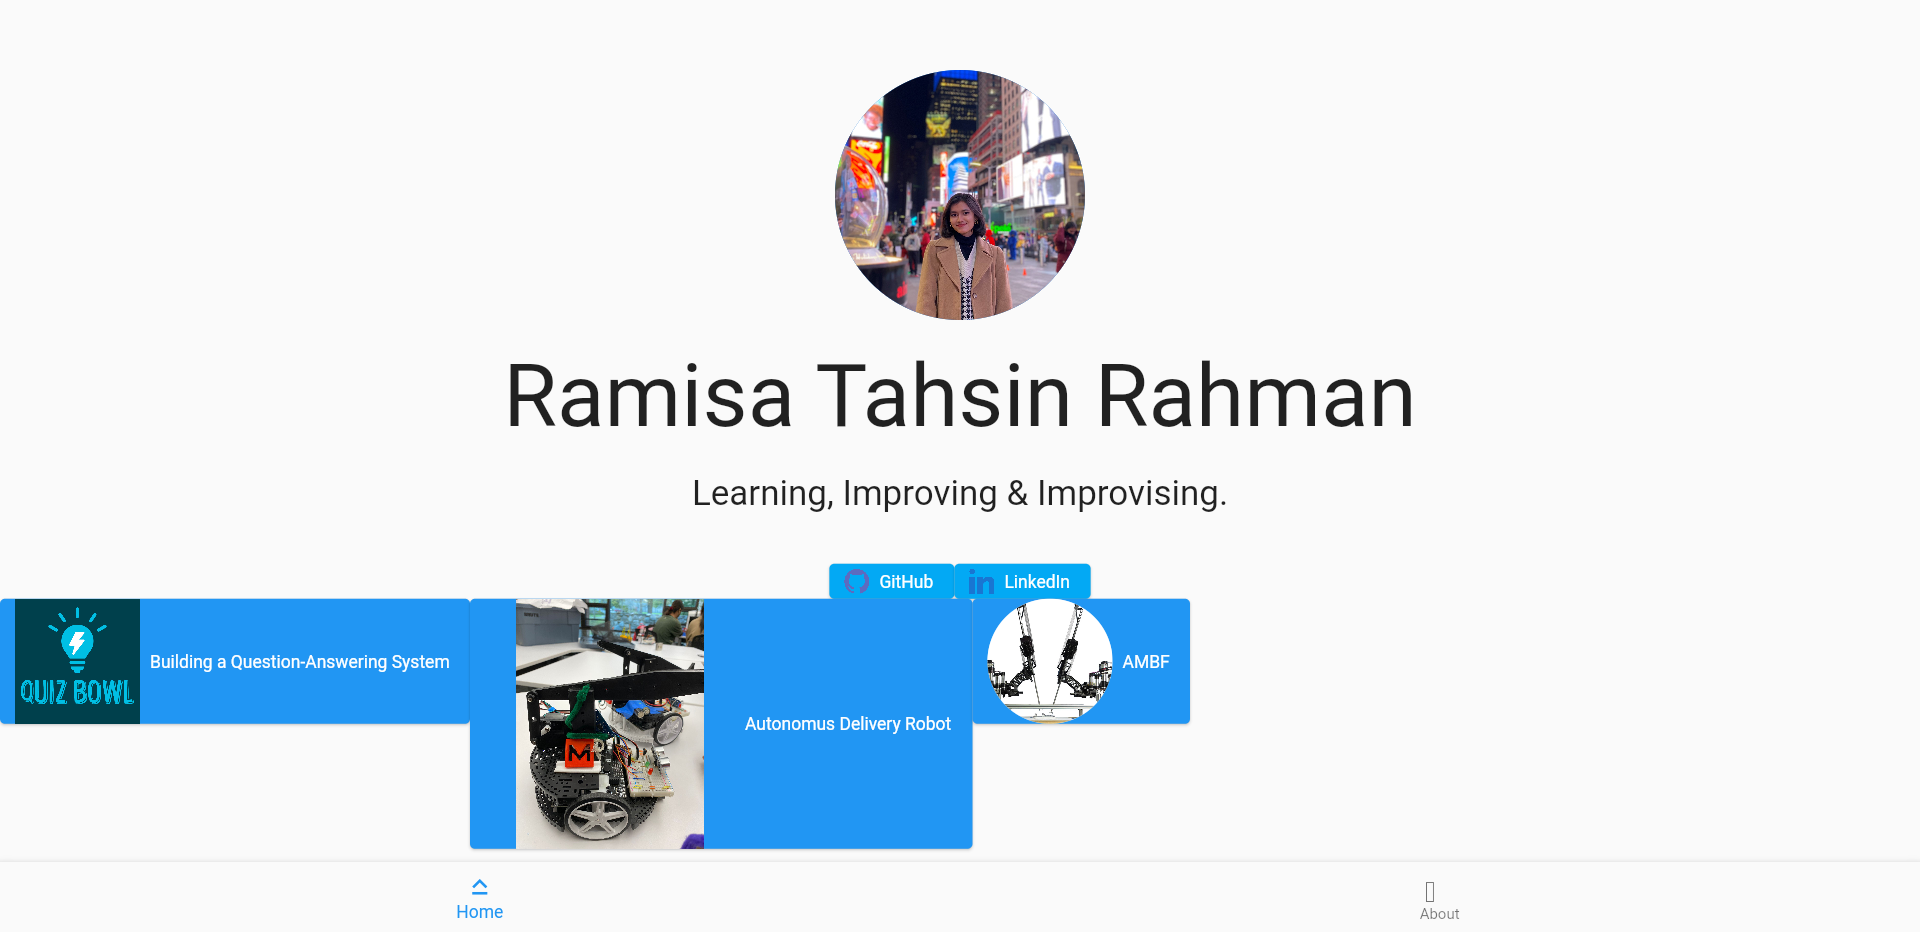 Ramisa Tahsin Rahman
Learning, Improving & Improvising.
GitHub
LinkedIn
QUIZ BOWL
Building a Question-Answering System
M
Autonomus Delivery Robot
AMBF
Home
About